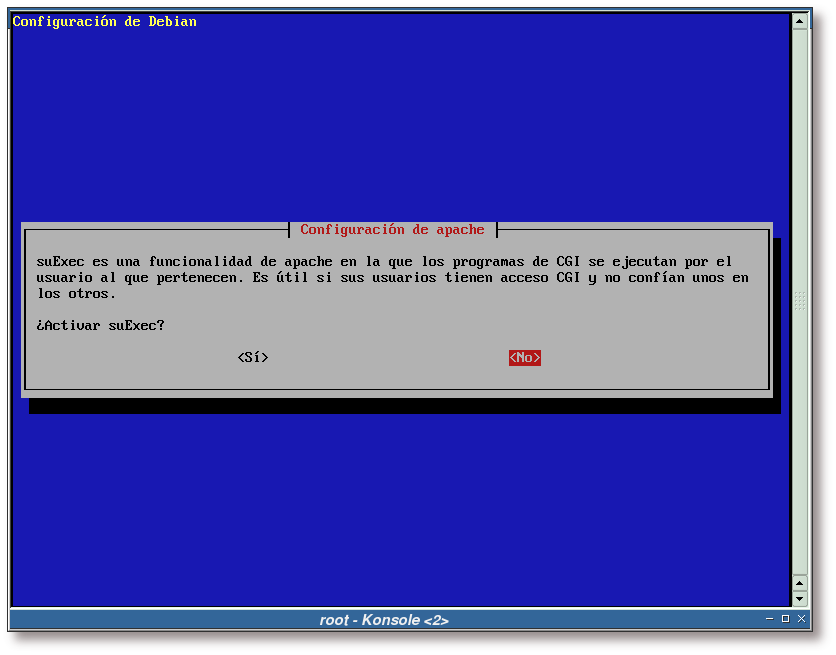 Configuración de Debian
Configuración de apache
suExec es una funcionalidad de apache en la que los programas de CGI se ejecutan por el
usuario al que pertenecen. Es útil si sus usuarios tienen acceso CGI y no confían unos en
los otros.
¿Activar suExec?
<Sí> <No>
root - Konsole <2>